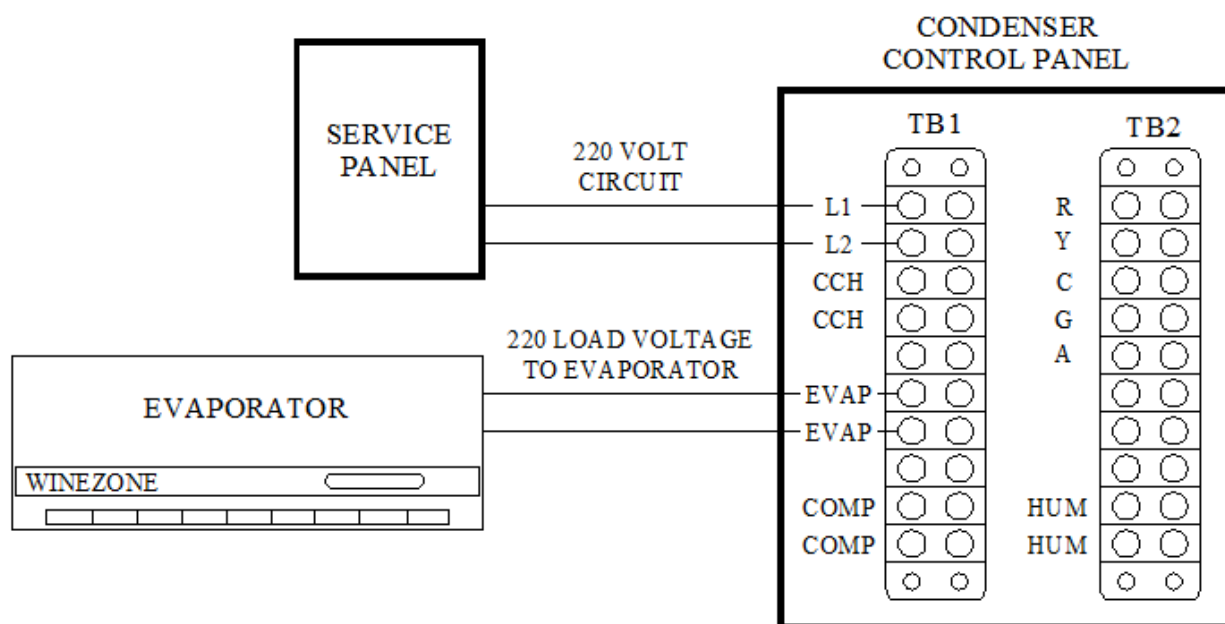 CONDENSER
CONTROL PANEL
SERVICE
PANEL
220 VOLT
CIRCUIT
TB1
TB2
L1
L2
CCH
CCH
R
Y
C
G
A
220 LOAD VOLTAGE
TO EVAPORATOR
EVAPORATOR
WINEZONE
EVAP
EVAP
COMP
COMP
HUM
HUM